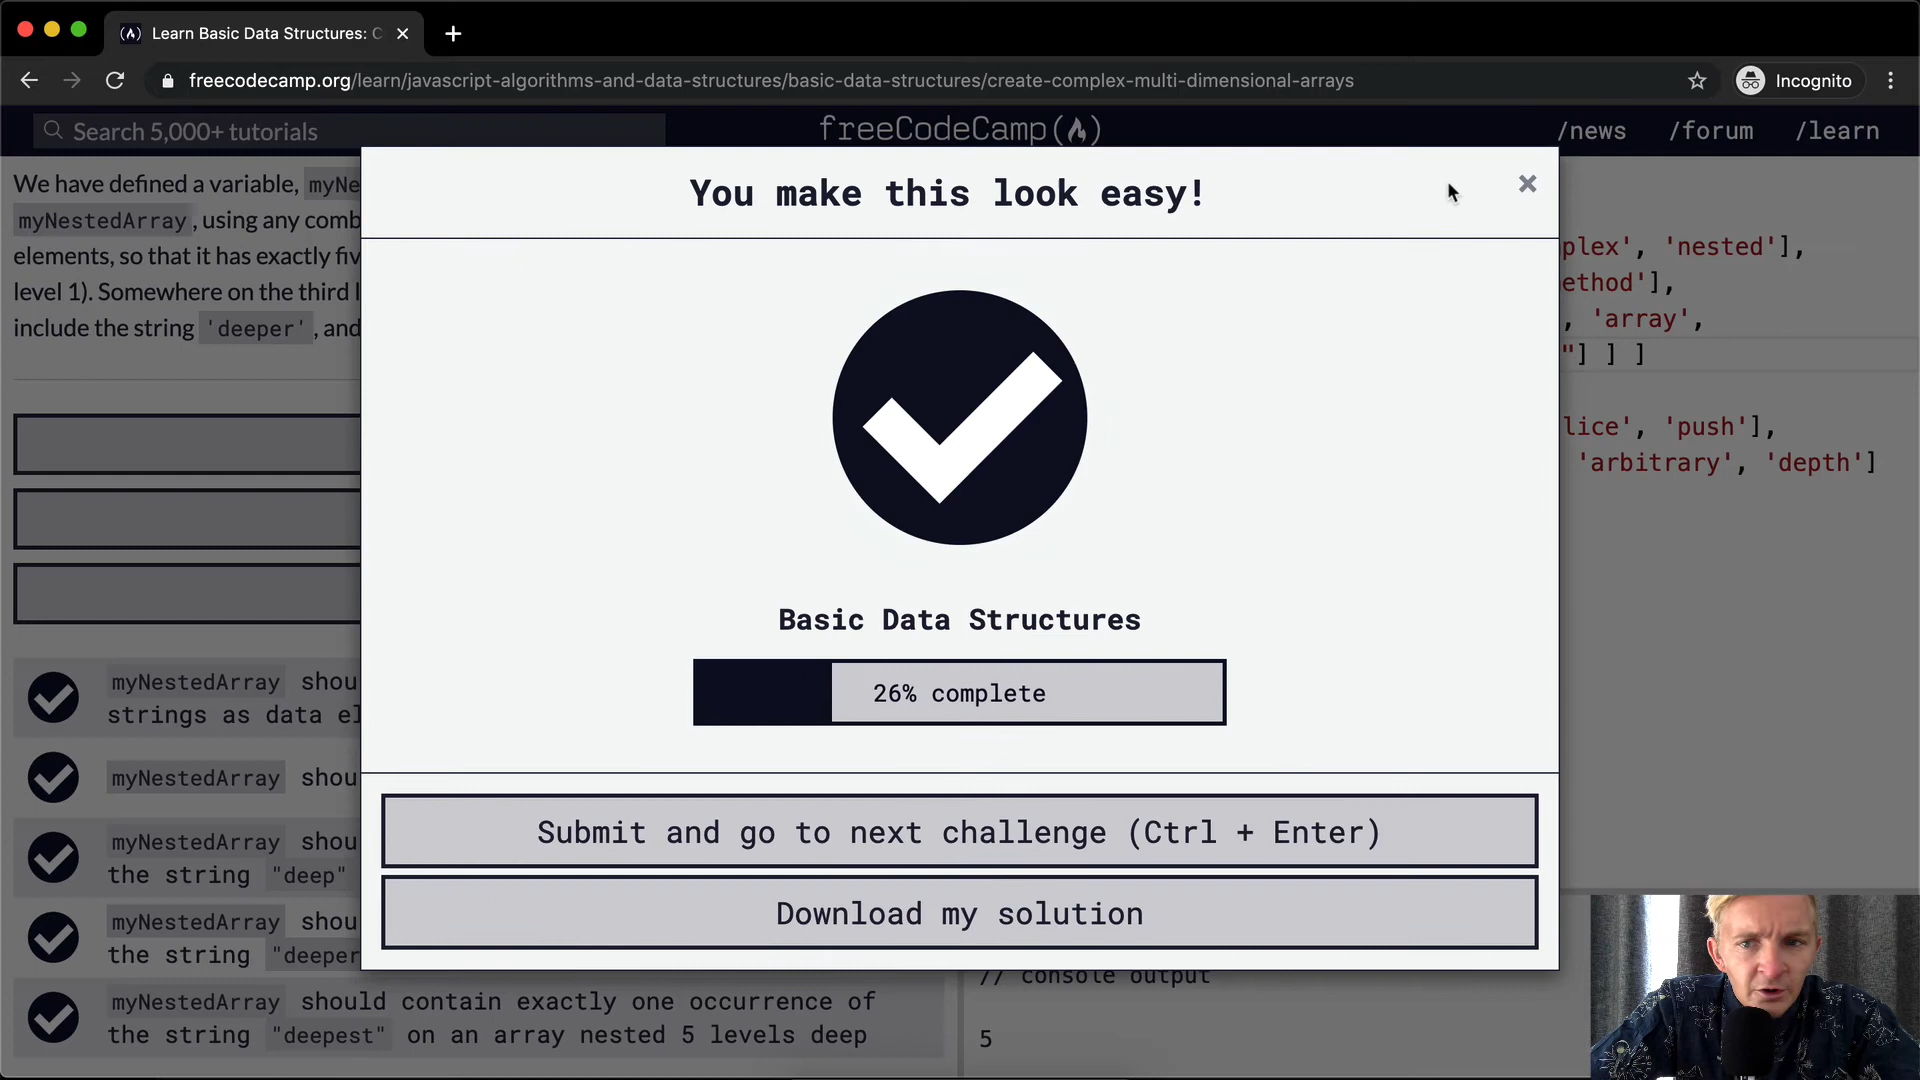 Learn Basic Data Structures: C
freecodecamp.org/learn/javascript-algorithms-and-data-structures/basic-data-structures/create-complex-multi-dimensional-arrays
Incognito
Search 5,000+ tutorials
freeCodeCamp
/news
/forum
/learn
We have defined a variable, myNe
myNestedArray, using any comb
elements, so that it has exactly fiv
level 1). Somewhere on the third l
include the string 'deeper', and
plex', 'nested'],
ethod'],
, 'array',
"] ] ]
lice', 'push'],
'arbitrary', 'depth']
You make this look easy!
Basic Data Structures
26% complete
Submit and go to next challenge (Ctrl + Enter)
Download my solution
myNestedArray shou
strings as data el
myNestedArray shou
myNestedArray shou
the string "deep"
myNestedArray shou
the string "deeper
myNestedArray should contain exactly one occurrence of
the string "deepest" on an array nested 5 levels deep
// console output
5